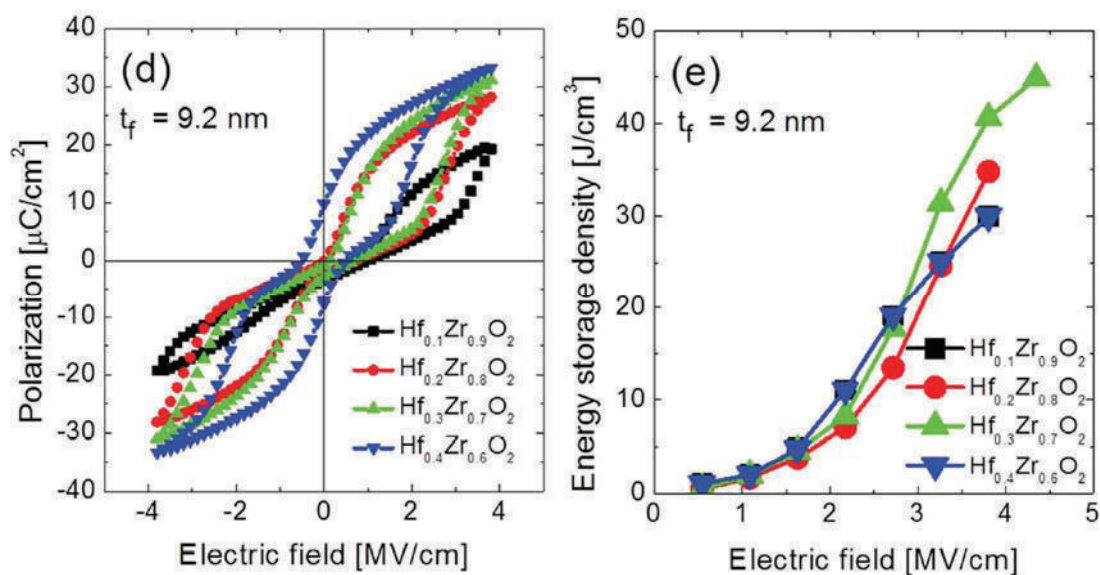 (d)
t_f = 9.2 nm
Polarization [μC/cm²]
40
30
20
10
0
-10
-20
-30
-40
-4 -2 0 2 4
Electric field [MV/cm]
Hf₀.₁Zr₀.₉O₂
Hf₀.₂Zr₀.₈O₂
Hf₀.₃Zr₀.₇O₂
Hf₀.₄Zr₀.₆O₂
(e)
t_f = 9.2 nm
Energy storage density [J/cm³]
50
40
30
20
10
0
0 1 2 3 4 5
Electric field [MV/cm]
Hf₀.₁Zr₀.₉O₂
Hf₀.₂Zr₀.₈O₂
Hf₀.₃Zr₀.₇O₂
Hf₀.₄Zr₀.₆O₂